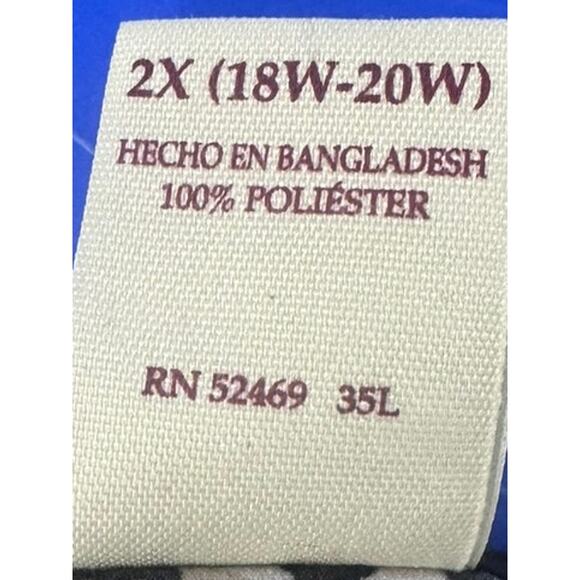 2X (18W-20W)
HECHO EN BANGLADESH
100% POLIÉSTER
RN 52469 35L